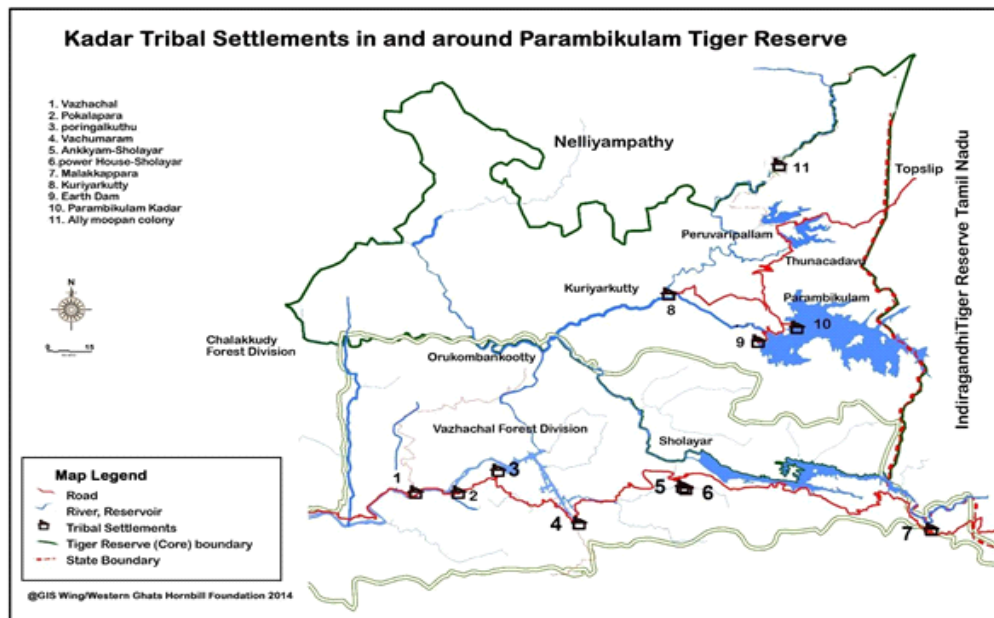 Kadar Tribal Settlements in and around Parambikulam Tiger Reserve
1. Vazhachal
2. Pokalapara
3. poringalkuthu
4. Vachumaram
5. Ankkyam-Sholayar
6.power House-Sholayar
7. Malakkappara
8. Kuriyarkutty
9. Earth Dam
10. Parambikulam Kadar
11. Ally moopan colony
Nelliyampathy
11
Topslip
Peruvaripallam
Thunacadavu
Kuriyarkutty
8
Parambikulam
10
9
IndiragandhiTiger Reserve Tamil Nadu
N
Chalakkudy
Forest Division
Orukombankootty
Vazhachal Forest Division
Sholayar
1
2
3
4
5
6
7
Map Legend
Road
River, Reservoir
Tribal Settlements
Tiger Reserve (Core) boundary
State Boundary
@GIS Wing/Western Ghats Hornbill Foundation 2014